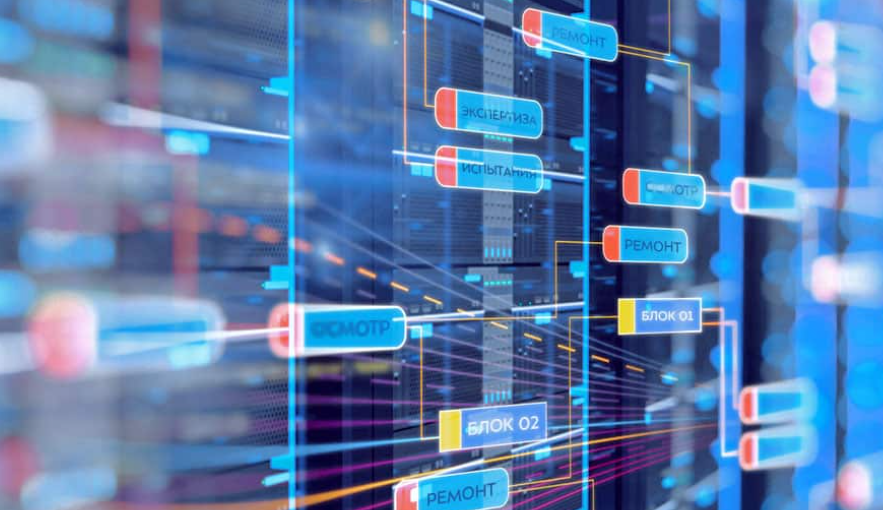 РЕМОНТ
ЭКСПЕРТИЗА
ИСПЫТАНИЯ
ОСМОТР
РЕМОНТ
БЛОК 01
ОСМОТР
БЛОК 02
РЕМОНТ